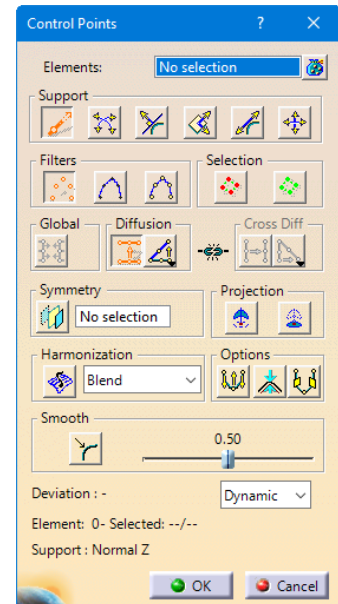 Control Points ?
Elements: No selection
Support
Filters Selection
Global Diffusion Cross Diff
Symmetry Projection
No selection
Harmonization Options
Blend
Smooth
0.50
Deviation : - Dynamic
Element: 0- Selected: --/--
Support : Normal Z
OK Cancel